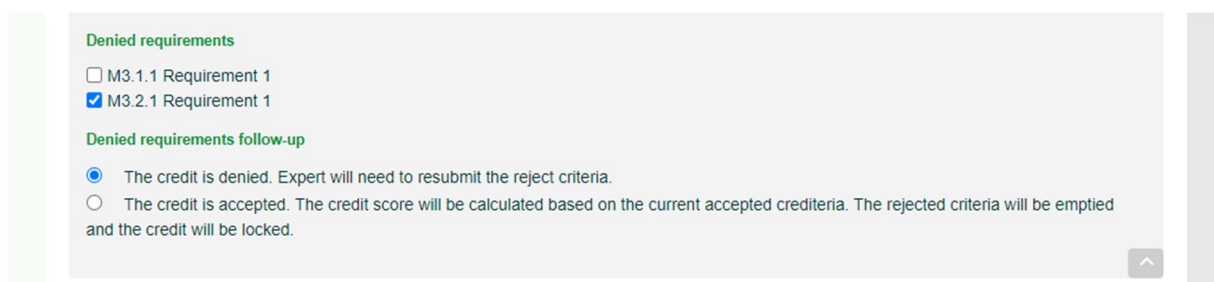 Denied requirements
M3.1.1 Requirement 1
M3.2.1 Requirement 1
Denied requirements follow-up
The credit is denied. Expert will need to resubmit the reject criteria.
The credit is accepted. The credit score will be calculated based on the current accepted crediteria. The rejected criteria will be emptied
and the credit will be locked.